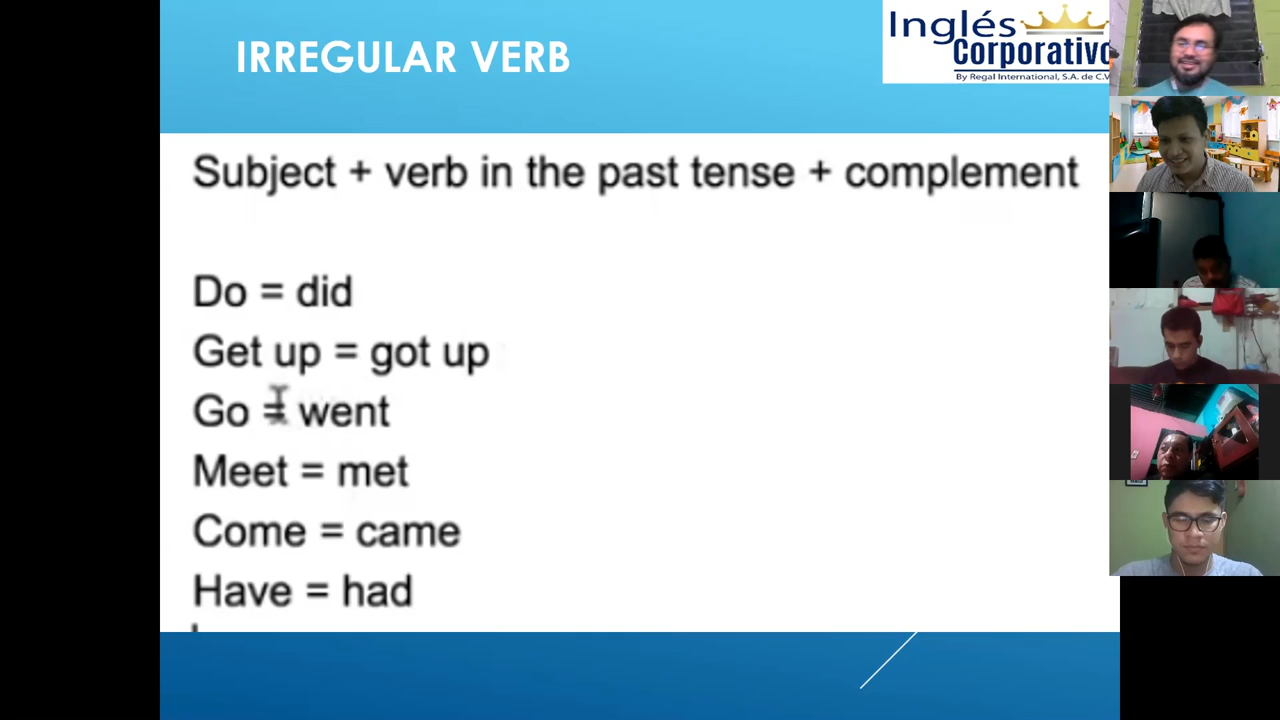 IRREGULAR VERB
Inglés
Corporativo
By Regal International, S.A. de C.V
Subject + verb in the past tense + complement
Do = did
Get up = got up
Go = went
Meet = met
Come = came
Have = had